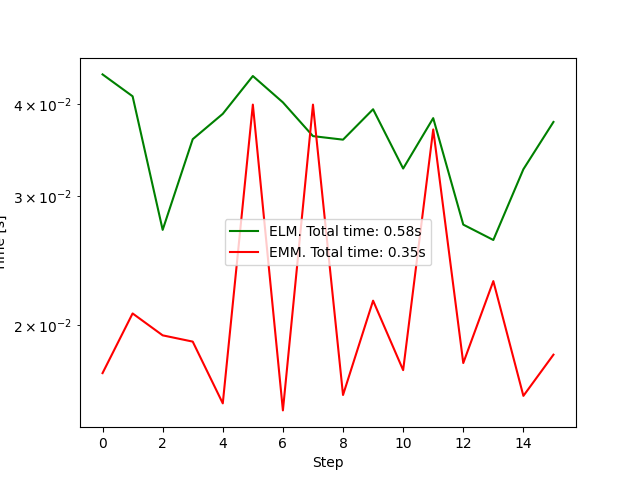 4 × 10⁻²
3 × 10⁻²
2 × 10⁻²
Time [s]
ELM. Total time: 0.58s
EMM. Total time: 0.35s
0 2 4 6 8 10 12 14
Step